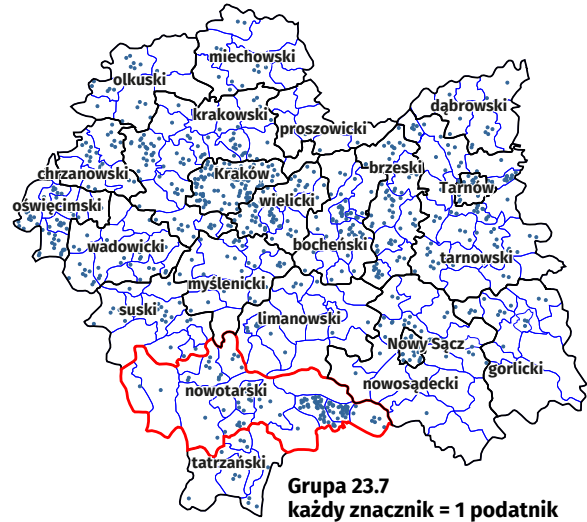 miechowski
olkuski
dąbrowski
krakowski
proszowicki
chrzanowski
Kraków
brzeski
Tarnów
oświęcimski
wielicki
wadowicki
bocheński
tarnowski
myślenicki
suski
limanowski
Nowy Sącz
gorlicki
nowotarski
nowosądecki
tatrzański
Grupa 23.7
każdy znacznik = 1 podatnik